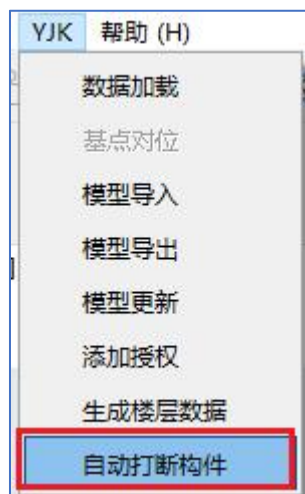 YJK 帮助 (H)
数据加载
基点对位
模型导入
模型导出
模型更新
添加授权
生成楼层数据
自动打断构件